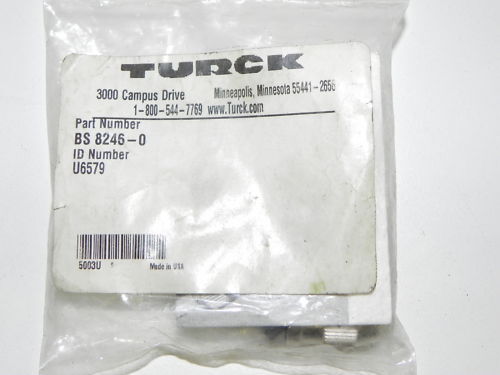 TURCK
3000 Campus Drive Minneapolis, Minnesota 55441-2656
1-800-544-7769 www.Turck.com
Part Number
BS 8246-0
ID Number
U6579
5003U 1
Made in USA